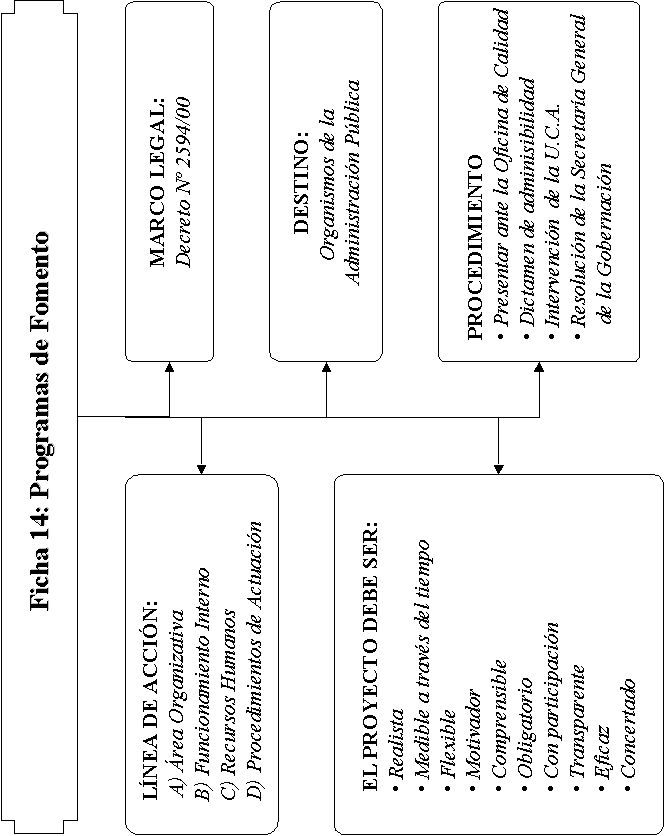 Ficha 14: Programas de Fomento
LÍNEA DE ACCIÓN:
A) Área Organizativa
B) Funcionamiento Interno
C) Recursos Humanos
D) Procedimientos de Actuación
MARCO LEGAL:
Decreto Nº 2594/00
DESTINO:
Organismos de la
Administración Pública
EL PROYECTO DEBE SER:
• Realista
• Medible a través del tiempo
• Flexible
• Motivador
• Comprensible
• Obligatorio
• Con participación
• Transparente
• Eficaz
• Concertado
PROCEDIMIENTO
• Presentar ante la Oficina de Calidad
• Dictamen de adminisibilidad
• Intervención de la U.C.A.
• Resolución de la Secretaría General
de la Gobernación